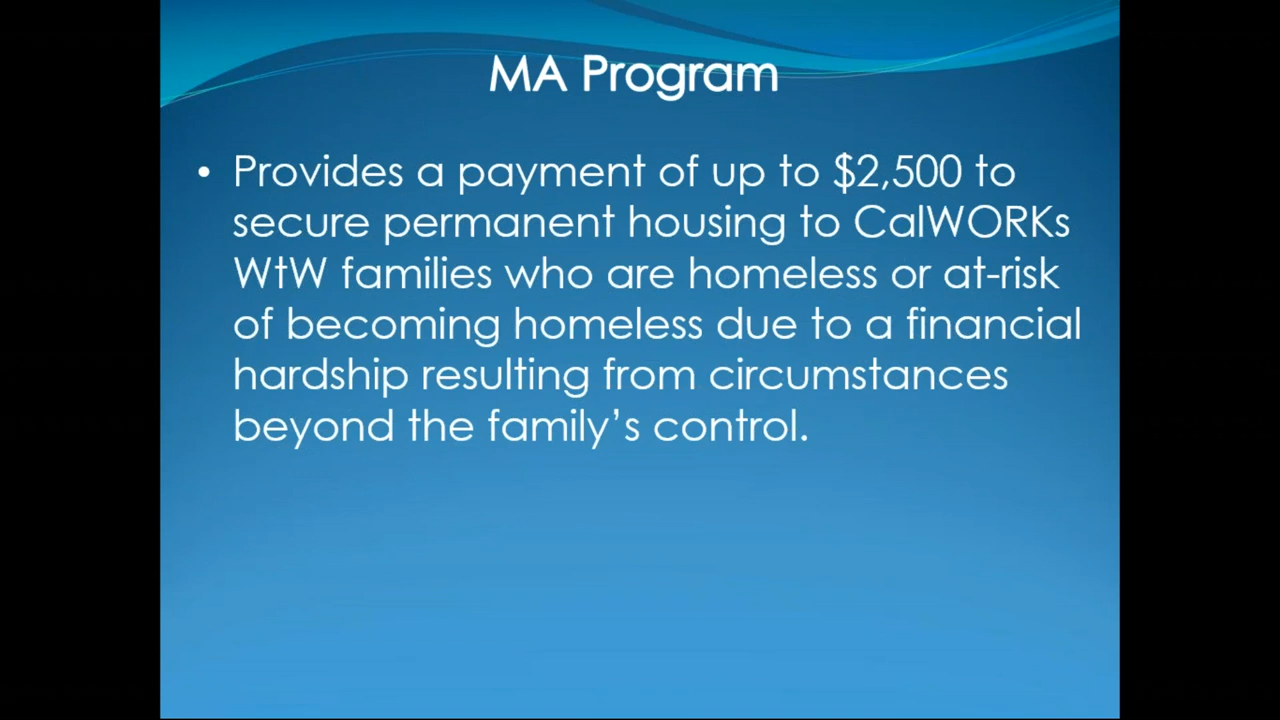 MA Program
• Provides a payment of up to $2,500 to
secure permanent housing to CalWORKs
WtW families who are homeless or at-risk
of becoming homeless due to a financial
hardship resulting from circumstances
beyond the family’s control.